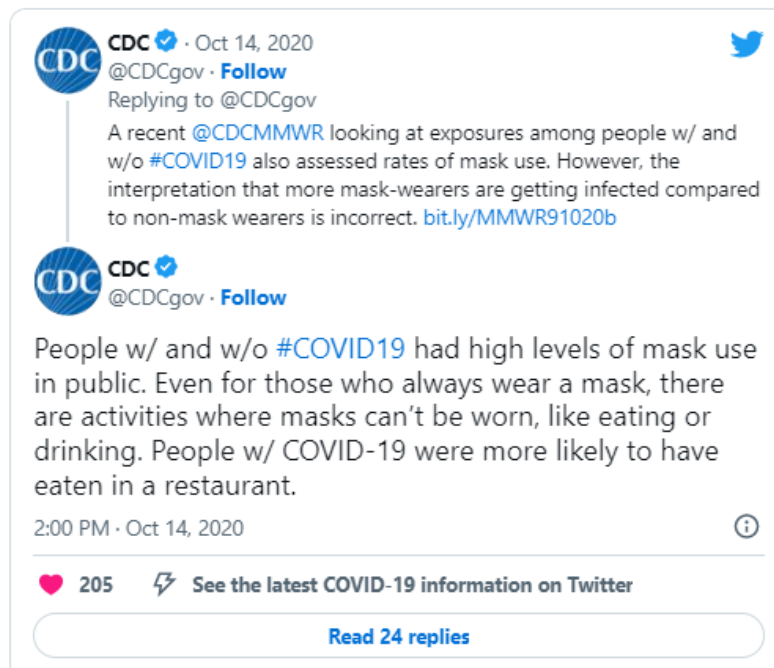 CDC
CDC · Oct 14, 2020
@CDCgov · Follow
Replying to @CDCgov
A recent @CDCMMWR looking at exposures among people w/ and
w/o #COVID19 also assessed rates of mask use. However, the
interpretation that more mask-wearers are getting infected compared
to non-mask wearers is incorrect. bit.ly/MMWR91020b
CDC
CDC
@CDCgov · Follow
People w/ and w/o #COVID19 had high levels of mask use
in public. Even for those who always wear a mask, there
are activities where masks can’t be worn, like eating or
drinking. People w/ COVID-19 were more likely to have
eaten in a restaurant.
2:00 PM · Oct 14, 2020
205 See the latest COVID-19 information on Twitter
Read 24 replies